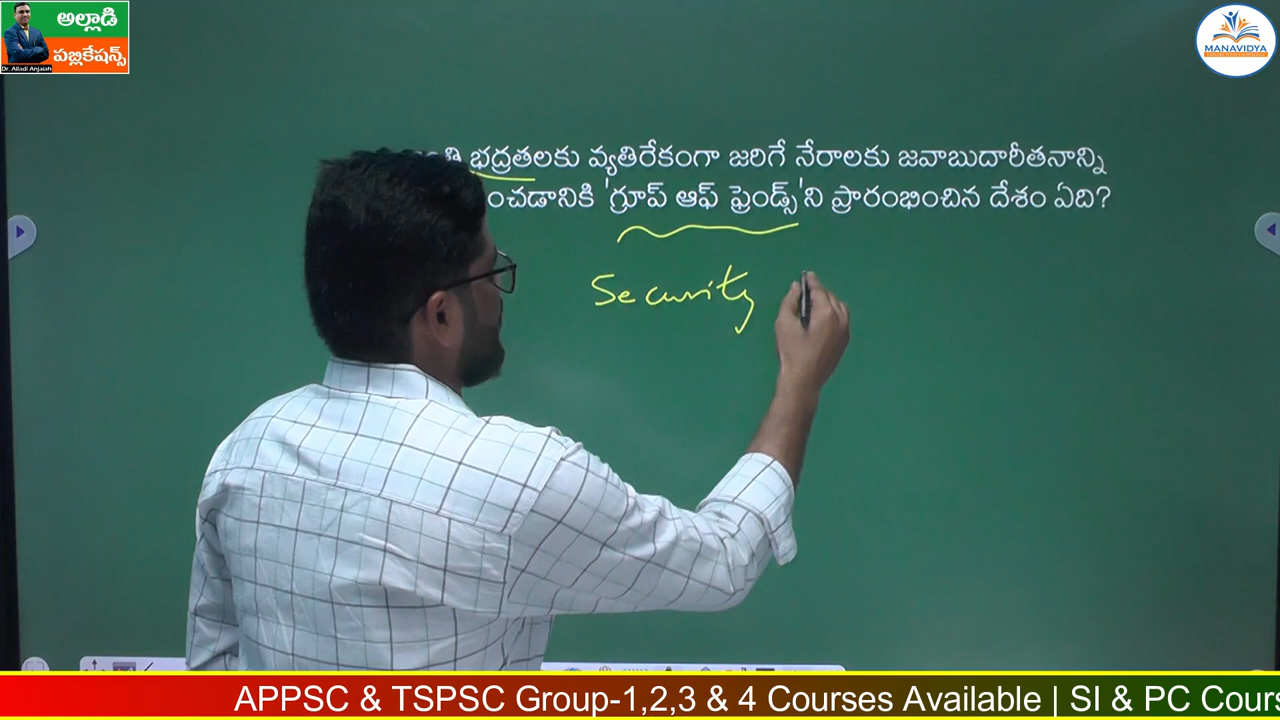 అల్లాడి
పబ్లికేషన్స్
Dr. Alladi Anjaiah
MANAVIDYA
భద్రతలకు వ్యతిరేకంగా జరిగే నేరాలకు జవాబుదారీతనాన్ని
'గ్రూప్ ఆఫ్ ఫ్రెండ్స్'ని ప్రారంభించిన దేశం ఏది?
Security
APPSC & TSPSC Group-1,2,3 & 4 Courses Available | SI & PC Cours